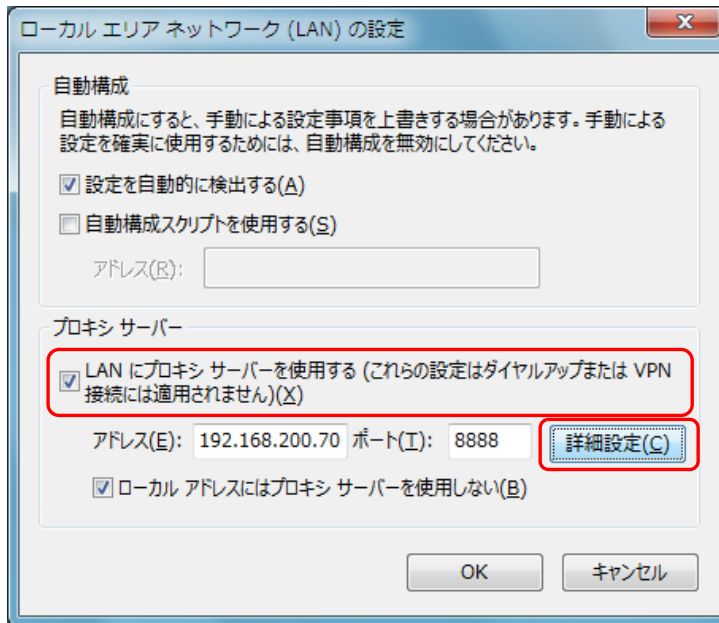 ローカル エリア ネットワーク (LAN) の設定
自動構成
自動構成にすると、手動による設定事項を上書きする場合があります。手動による
設定を確実に使用するためには、自動構成を無効にしてください。
設定を自動的に検出する(A)
自動構成スクリプトを使用する(S)
アドレス(R):
プロキシ サーバー
LAN にプロキシ サーバーを使用する (これらの設定はダイヤルアップまたは VPN
接続には適用されません)(X)
アドレス(E): 192.168.200.70 ポート(T): 8888 詳細設定(C)
ローカル アドレスにはプロキシ サーバーを使用しない(B)
OK キャンセル